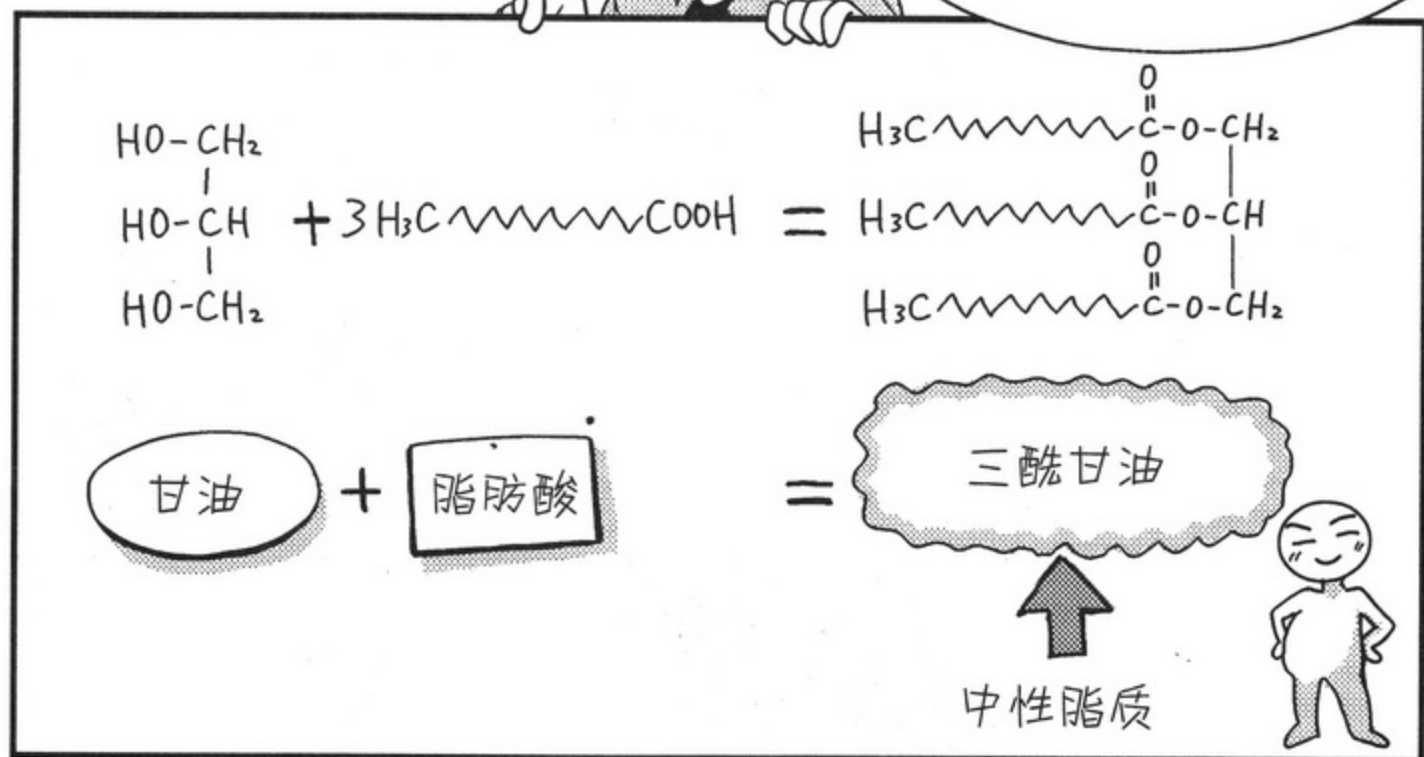 HO-CH₂
HO-CH
HO-CH₂
+
3H₃C COOH
=
O
H₃C C-O-CH₂
O
H₃C C-O-CH
O
H₃C C-O-CH₂
甘油 + 脂肪酸 = 三酰甘油
中性脂质